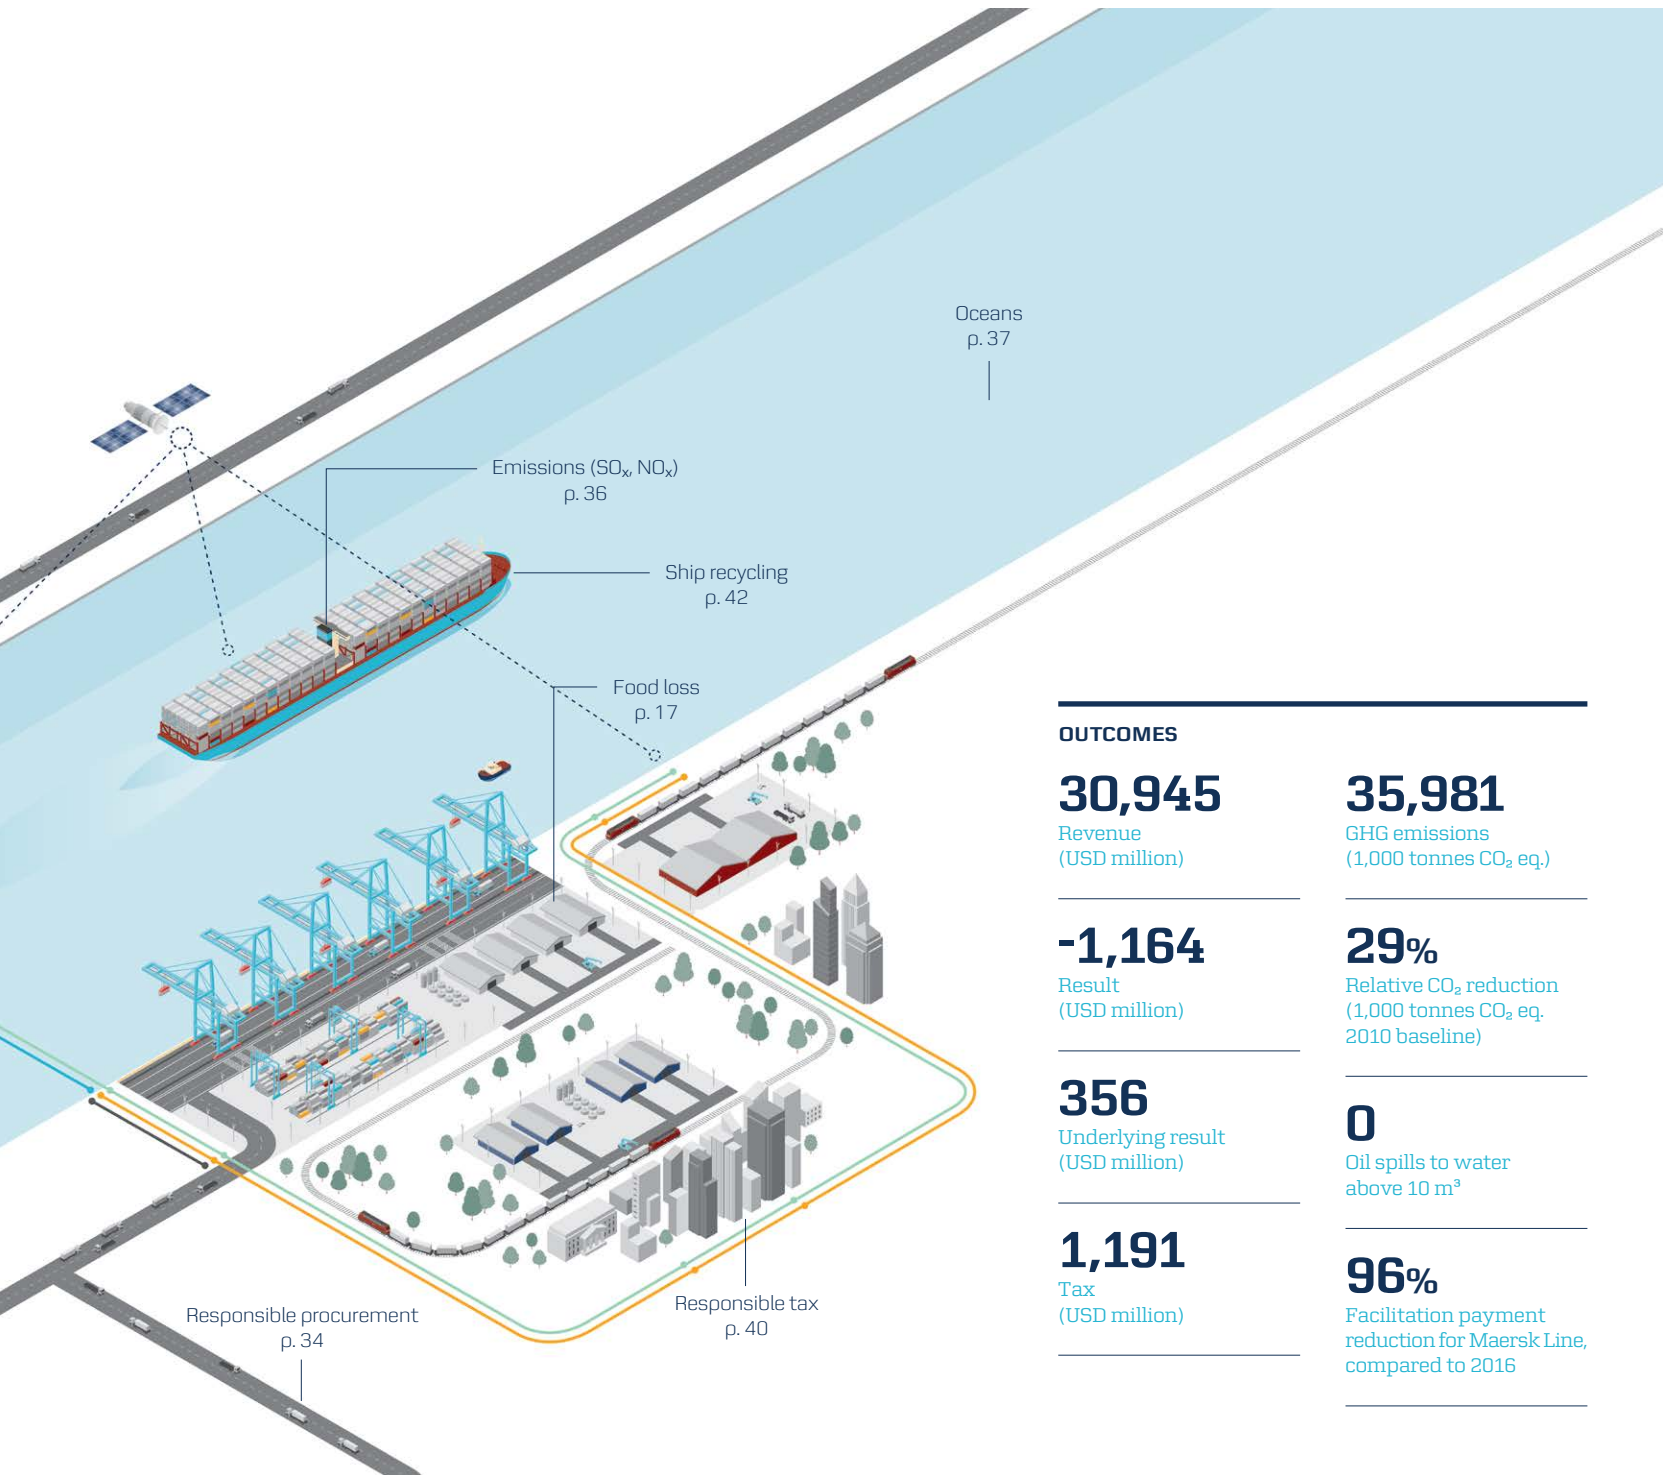 Oceans
p. 37
Emissions (SOₓ, NOₓ)
p. 36
Ship recycling
p. 42
Food loss
p. 17
Responsible procurement
p. 34
Responsible tax
p. 40
OUTCOMES
30,945
Revenue
(USD million)
-1,164
Result
(USD million)
356
Underlying result
(USD million)
1,191
Tax
(USD million)
35,981
GHG emissions
(1,000 tonnes CO₂ eq.)
29%
Relative CO₂ reduction
(1,000 tonnes CO₂ eq.
2010 baseline)
0
Oil spills to water
above 10 m³
96%
Facilitation payment
reduction for Maersk Line,
compared to 2016